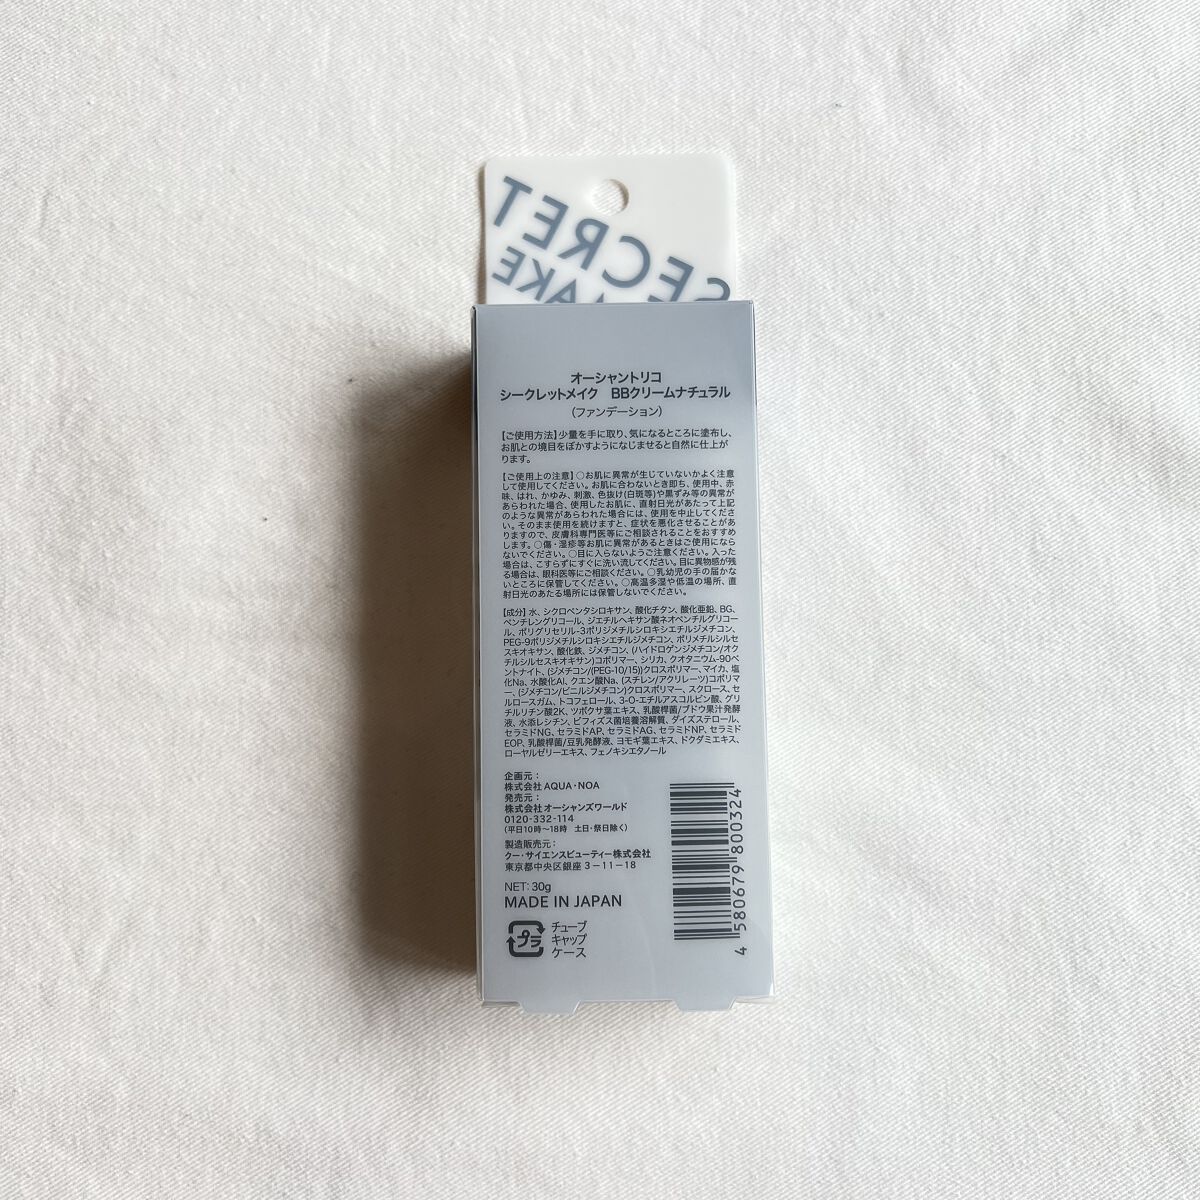 SECRET
MAKE
オーシャントリコ
シークレットメイク BBクリームナチュラル
(ファンデーション)
【ご使用方法】少量を手に取り、気になるところに塗布し、
お肌との境目をぼかすようになじませると自然に仕上が
ります。
【ご使用上の注意】○お肌に異常が生じていないかよく注意
して使用してください。お肌に合わないとき即ち、使用中、赤
味、はれ、かゆみ、刺激、色抜け(白斑等)や黒ずみ等の異常が
あらわれた場合、使用したお肌に、直射日光があたって上記
のような異常があらわれた場合には、使用を中止してくださ
い。そのまま使用を続けますと、症状を悪化させることがあ
りますので、皮膚科専門医等にご相談されることをおすすめ
します。○傷・湿疹等お肌に異常があるときはご使用になら
ないでください。○目に入らないようご注意ください。入った
場合は、こすらずにすぐに洗い流してください。目に異物感が残
る場合は、眼科医等にご相談ください。○乳幼児の手の届かな
いところに保管してください。○高温多湿や低温の場所、直
射日光のあたる場所には保管しないでください。
【成分】水、シクロペンタシロキサン、酸化チタン、酸化亜鉛、BG、
ペンチレングリコール、ジエチルヘキサン酸ネオペンチルグリコー
ル、ポリグリセリル-3ポリジメチルシロキシエチルジメチコン、
PEG-9ポリジメチルシロキシエチルジメチコン、ポリメチルシルセ
スキオキサン、酸化鉄、ジメチコン、(ハイドロゲンジメチコン/オク
チルシルセスキオキサン)コポリマー、シリカ、クオタニウム-90ベ
ントナイト、(ジメチコン/(PEG-10/15))クロスポリマー、マイカ、塩
化Na、水酸化Al、クエン酸Na、(スチレン/アクリレーツ)コポリマ
ー、(ジメチコン/ビニルジメチコン)クロスポリマー、スクロース、セ
ルロースガム、トコフェロール、3-O-エチルアスコルビン酸、グリ
チルリチン酸2K、ツボクサ葉エキス、乳酸桿菌/ブドウ果汁発酵
液、水添レシチン、ビフィズス菌培養溶解質、ダイズステロール、
セラミドNG、セラミドAP、セラミドAG、セラミドNP、セラミド
EOP、乳酸桿菌/豆乳発酵液、ヨモギ葉エキス、ドクダミエキス、
ローヤルゼリーエキス、フェノキシエタノール
企画元：
株式会社 AQUA・NOA
発売元：
株式会社オーシャンズワールド
0120-332-114
(平日10時〜18時 土日・祭日除く)
製造販売元：
クー・サイエンスビューティー株式会社
東京都中央区銀座 3-11-18
NET: 30g
MADE IN JAPAN
プラ
チューブ
キャップ
ケース
4 580679 800324